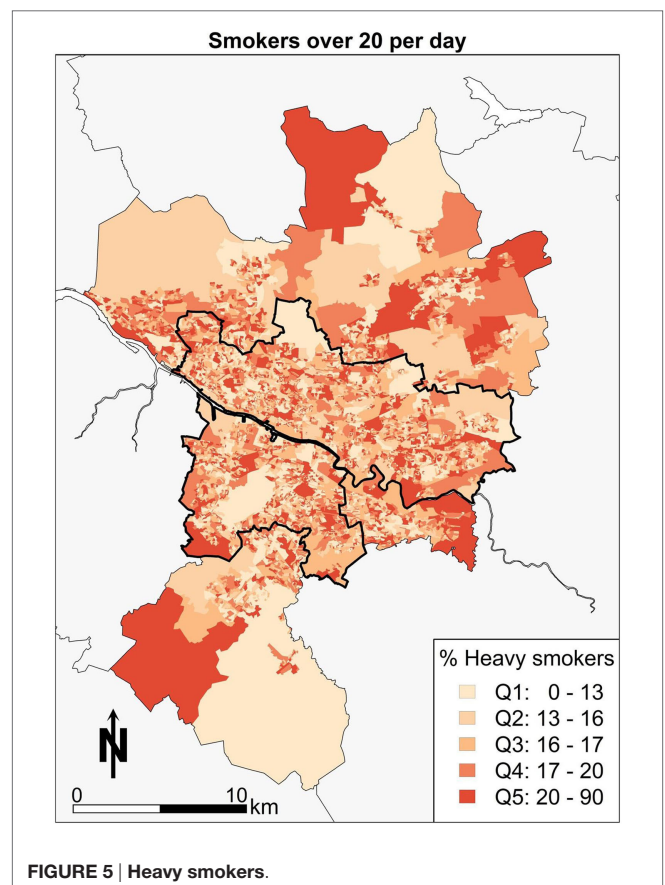 Smokers over 20 per day
% Heavy smokers
Q1: 0 - 13
Q2: 13 - 16
Q3: 16 - 17
Q4: 17 - 20
Q5: 20 - 90
N
0 10
km
FIGURE 5 | Heavy smokers.